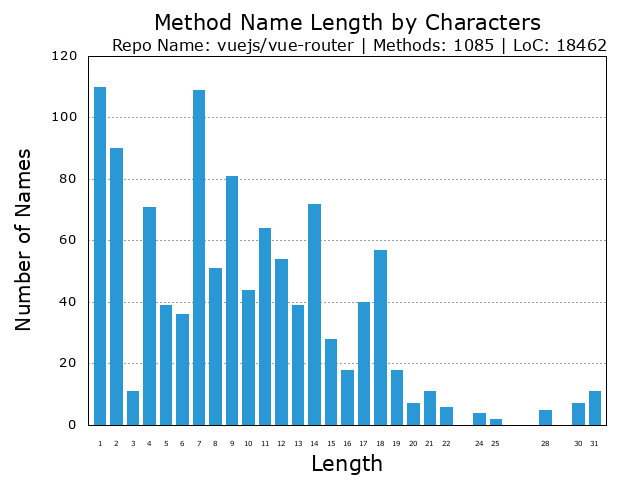 Method Name Length by Characters
Repo Name: vuejs/vue-router | Methods: 1085 | LoC: 18462
120
100
80
60
40
20
0
Number of Names
1 2 3 4 5 6 7 8 9 10 11 12 13 14 15 16 17 18 19 20 21 22 24 25 28 30 31
Length